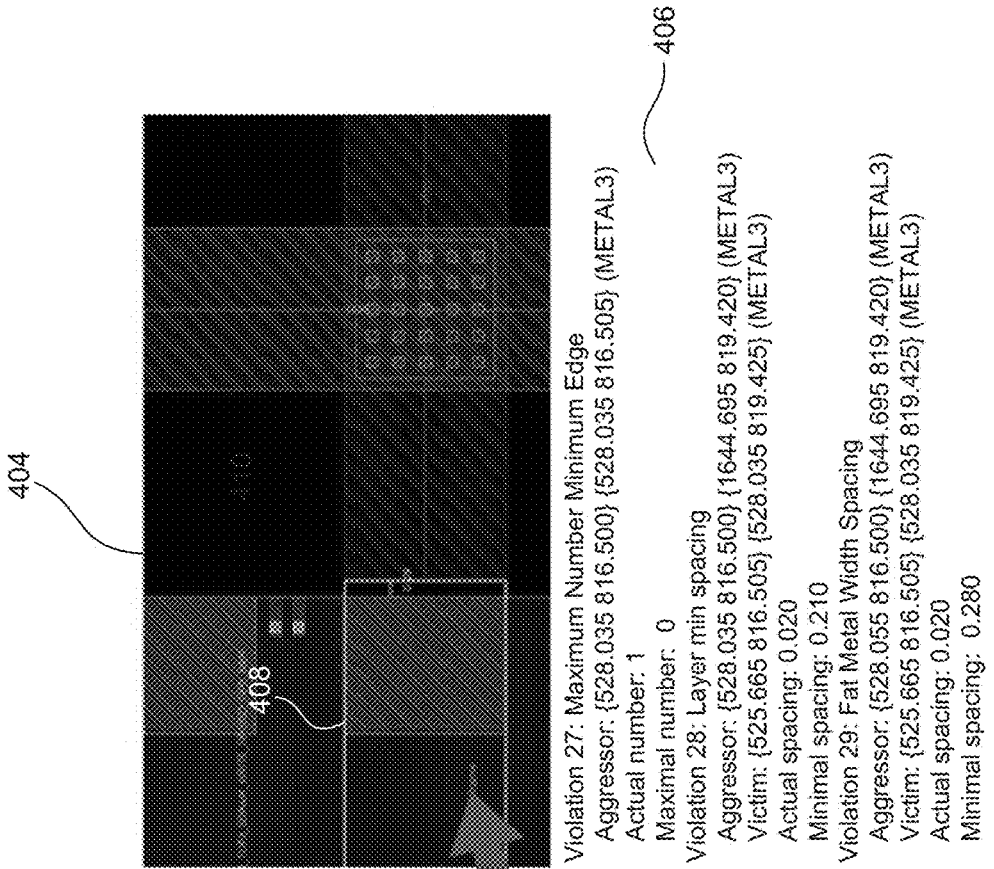 404
408
406
Violation 27: Maximum Number Minimum Edge
Aggressor: {528.035 816.500} {528.035 816.505} (METAL3)
Actual number: 1
Maximal number: 0
Violation 28: Layer min spacing
Aggressor: {528.035 816.500} {1644.695 819.420} (METAL3)
Victim: {525.665 816.505} {528.035 819.425} (METAL3)
Actual spacing: 0.020
Minimal spacing: 0.210
Violation 29: Fat Metal Width Spacing
Aggressor: {528.055 816.500} {1644.695 819.420} (METAL3)
Victim: {525.665 816.505} {528.035 819.425} (METAL3)
Actual spacing: 0.020
Minimal spacing: 0.280